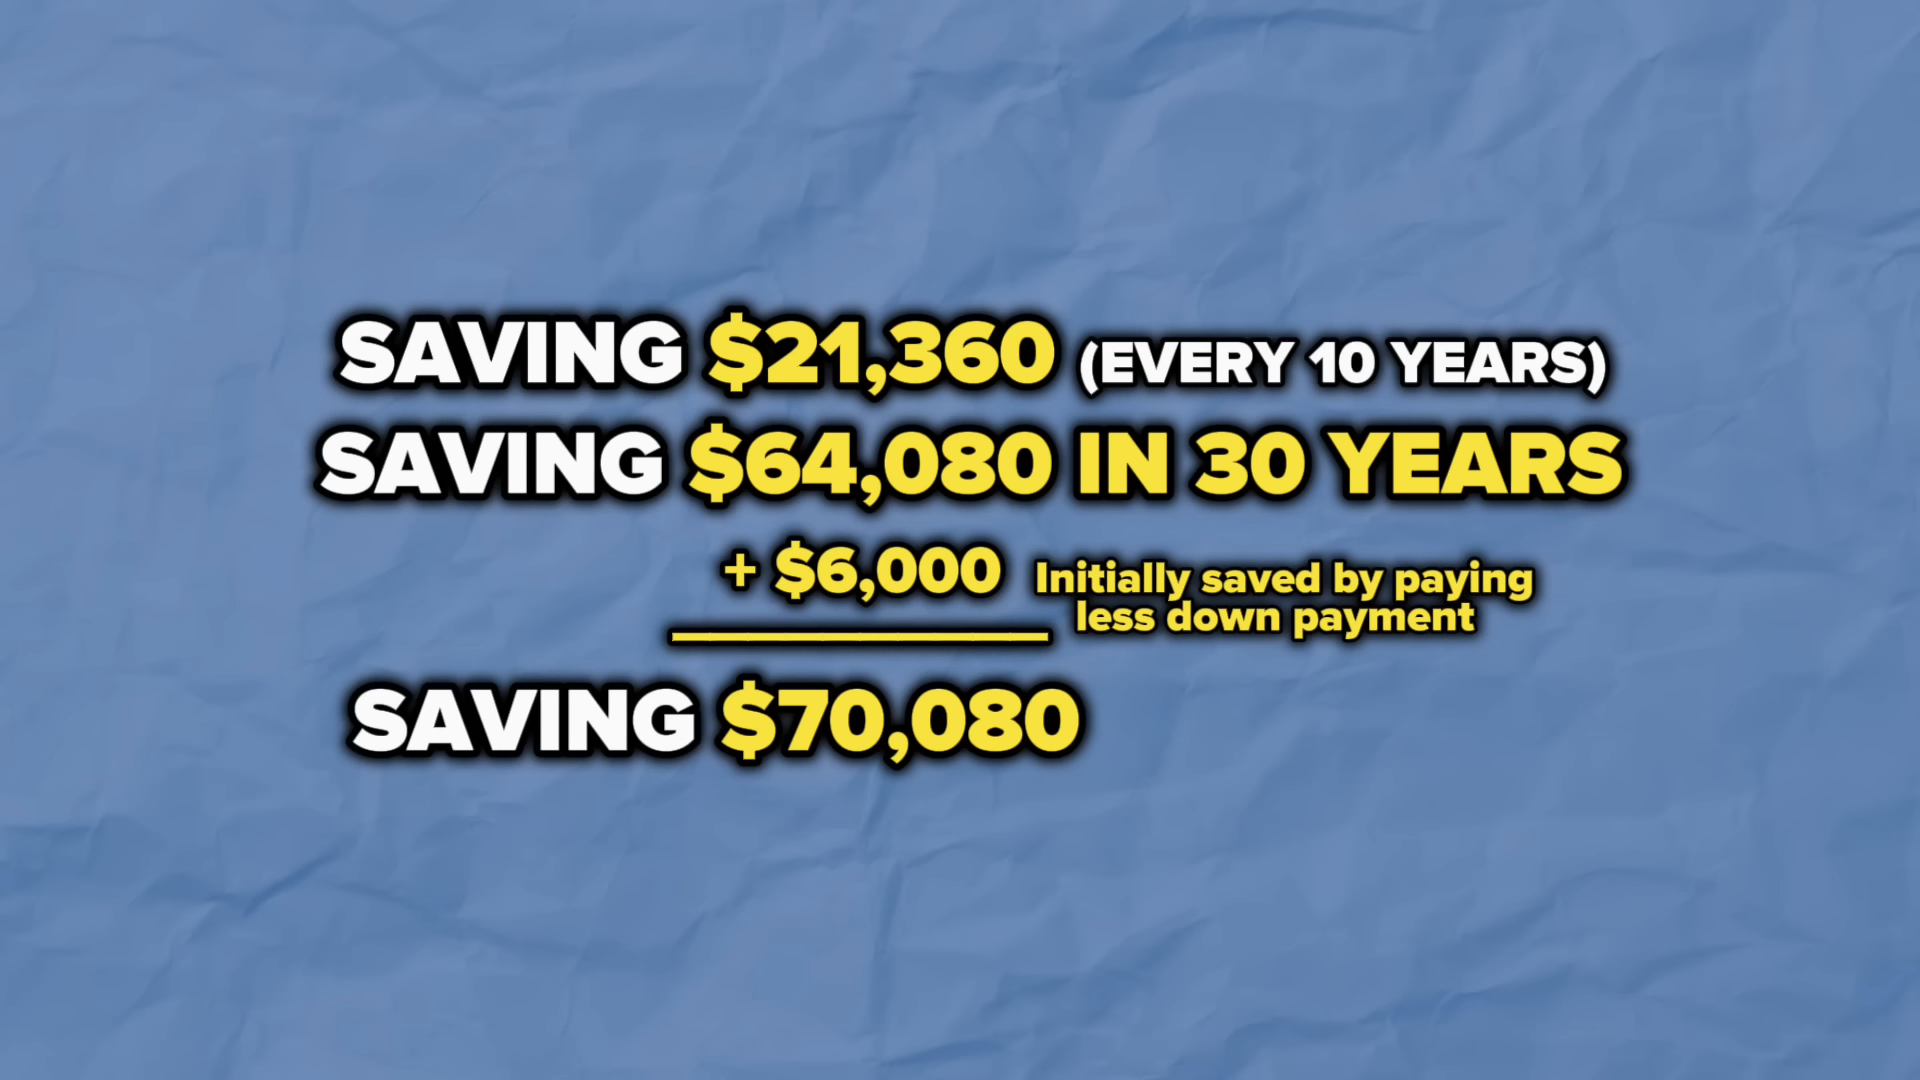 SAVING $21,360 (EVERY 10 YEARS)
SAVING $64,080 IN 30 YEARS
+ $6,000 Initially saved by paying
less down payment
SAVING $70,080